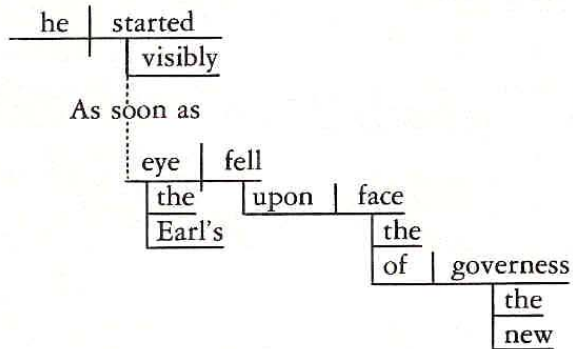 he started
visibly
As soon as
eye fell
the upon face
Earl's the
of governess
the
new